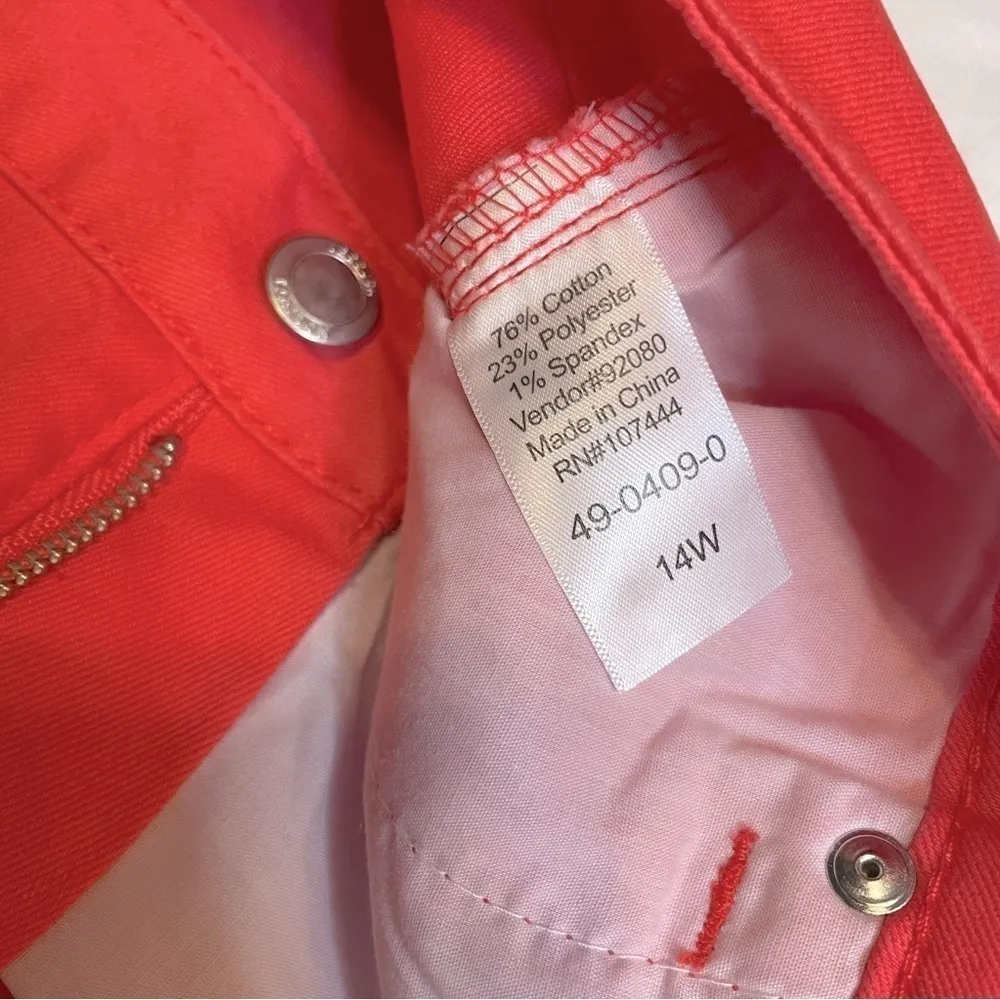 76% Cotton
23% Polyester
1% Spandex
Vendor#92080
Made in China
RN#107444
49-0409-0
14W